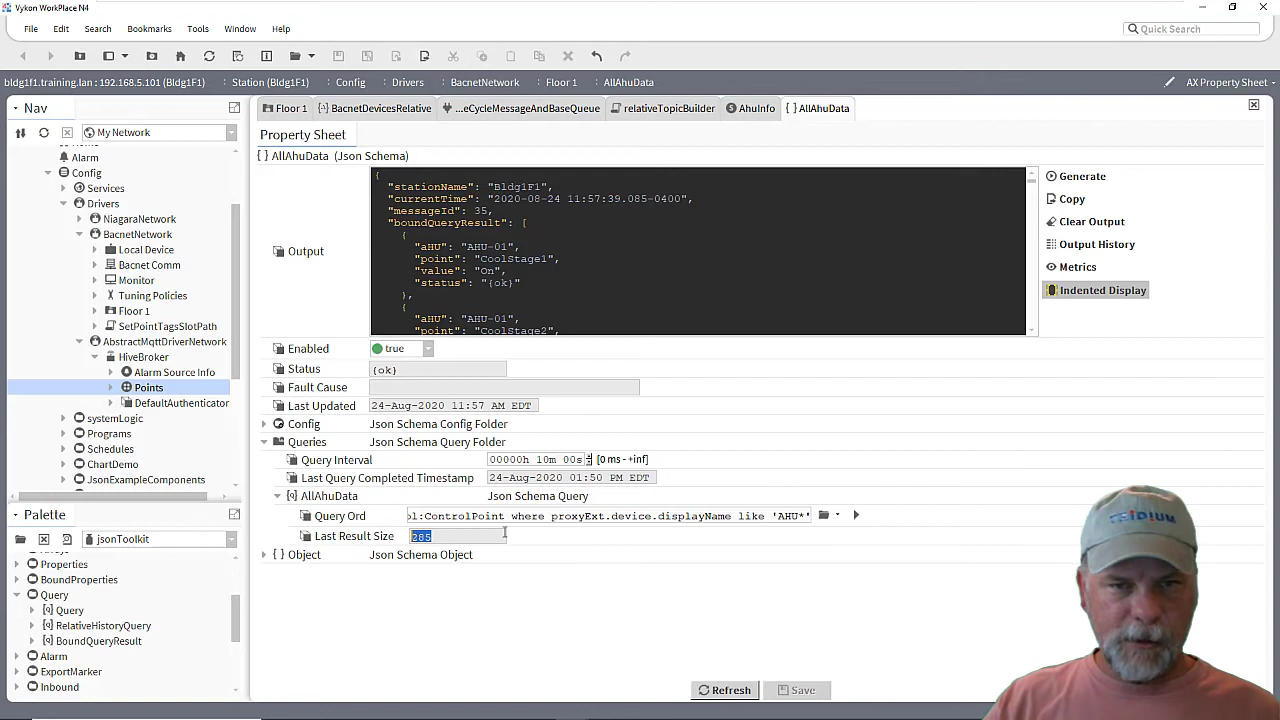 Vykon WorkPlace N4
File Edit Search Bookmarks Tools Window Help
Quick Search
bldg1f1.training.lan : 192.168.5.101 (Bldg1F1) Station (Bldg1F1) Config Drivers BacnetNetwork Floor 1 AllAhuData AX Property Sheet
Nav
My Network
Alarm
Config
Services
Drivers
NiagaraNetwork
BacnetNetwork
Local Device
Bacnet Comm
Monitor
Tuning Policies
Floor 1
SetPointTagsSlotPath
AbstractMqttDriverNetwork
HiveBroker
Alarm Source Info
Points
DefaultAuthenticator
systemLogic
Programs
Schedules
ChartDemo
JsonExampleComponents
Palette
jsonToolkit
Properties
BoundProperties
Query
Query
RelativeHistoryQuery
BoundQueryResult
Alarm
ExportMarker
Inbound
Floor 1 BacnetDevicesRelative ...eCycleMessageAndBaseQueue relativeTopicBuilder AhuInfo AllAhuData
Property Sheet
AllAhuData (Json Schema)
Output
{
"stationName": "Bldg1F1",
"currentTime": "2020-08-24 11:57:39.085-0400",
"messageId": 35,
"boundQueryResult": [
{
"aHU": "AHU-01",
"point": "CoolStage1",
"value": "On",
"status": "{ok}"
},
{
"aHU": "AHU-01",
"point": "CoolStage2",
Generate
Copy
Clear Output
Output History
Metrics
Indented Display
Enabled true
Status {ok}
Fault Cause
Last Updated 24-Aug-2020 11:57 AM EDT
Config Json Schema Config Folder
Queries Json Schema Query Folder
Query Interval 00000h 10m 00s [0 ms - +inf]
Last Query Completed Timestamp 24-Aug-2020 01:50 PM EDT
AllAhuData Json Schema Query
Query Ord ol:ControlPoint where proxyExt.device.displayName like 'AHU*'
Last Result Size 285
Object Json Schema Object
Refresh Save
TRIDIUM